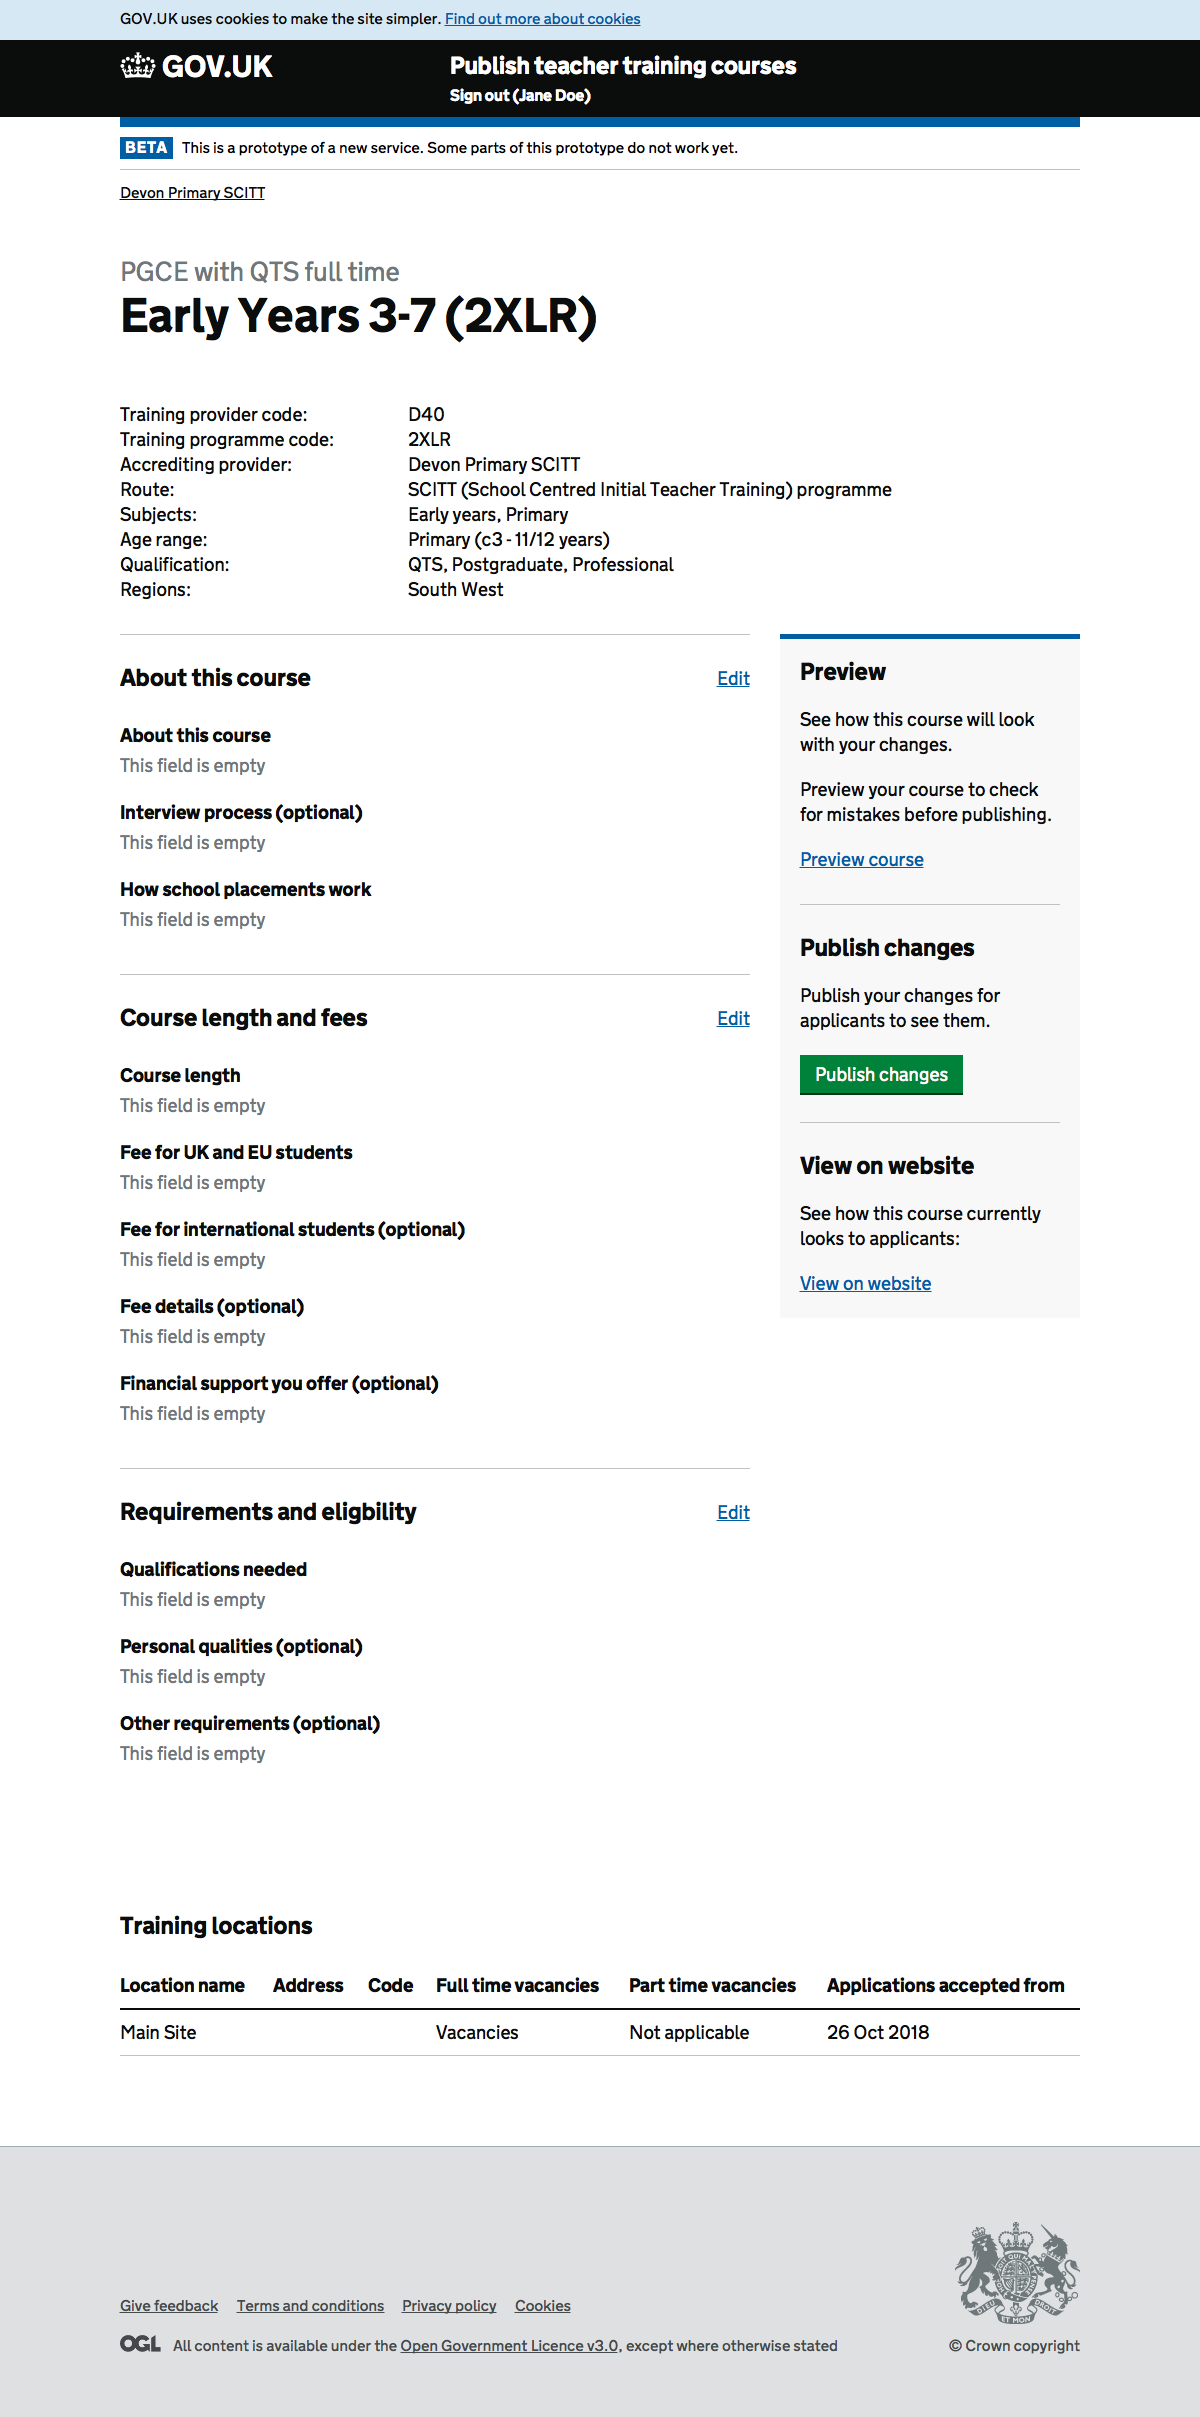 GOV.UK uses cookies to make the site simpler. Find out more about cookies
GOV.UK
Publish teacher training courses
Sign out (Jane Doe)
BETA This is a prototype of a new service. Some parts of this prototype do not work yet.
Devon Primary SCITT
PGCE with QTS full time
Early Years 3-7 (2XLR)
Training provider code: D40
Training programme code: 2XLR
Accrediting provider: Devon Primary SCITT
Route: SCITT (School Centred Initial Teacher Training) programme
Subjects: Early years, Primary
Age range: Primary (c3 - 11/12 years)
Qualification: QTS, Postgraduate, Professional
Regions: South West
About this course Edit
About this course
This field is empty
Interview process (optional)
This field is empty
How school placements work
This field is empty
Course length and fees Edit
Course length
This field is empty
Fee for UK and EU students
This field is empty
Fee for international students (optional)
This field is empty
Fee details (optional)
This field is empty
Financial support you offer (optional)
This field is empty
Requirements and eligbility Edit
Qualifications needed
This field is empty
Personal qualities (optional)
This field is empty
Other requirements (optional)
This field is empty
Preview
See how this course will look
with your changes.
Preview your course to check
for mistakes before publishing.
Preview course
Publish changes
Publish your changes for
applicants to see them.
Publish changes
View on website
See how this course currently
looks to applicants:
View on website
Training locations
Location name Address Code Full time vacancies Part time vacancies Applications accepted from
Main Site Vacancies Not applicable 26 Oct 2018
Give feedback Terms and conditions Privacy policy Cookies
OGL All content is available under the Open Government Licence v3.0, except where otherwise stated
DIEU ET MON DROIT
© Crown copyright